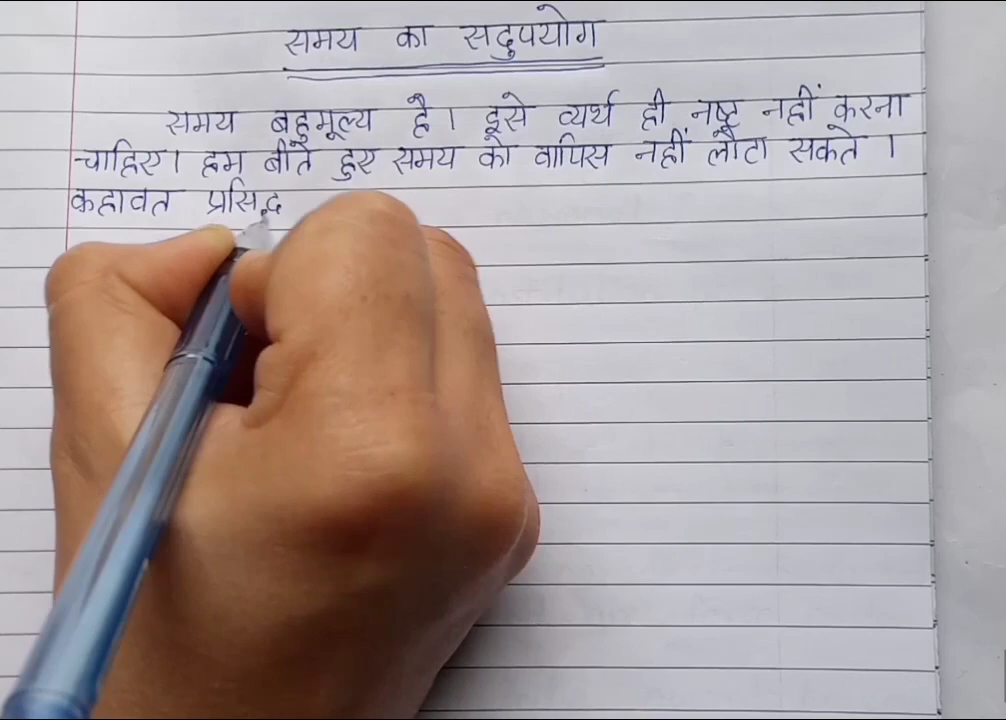 समय का सदुपयोग
समय बहुमूल्य है। इसे व्यर्थ ही नष्ट नहीं करना
चाहिए। हम बीते हुए समय को वापिस नहीं लौटा सकते ।
कहावत प्रसिद्ध